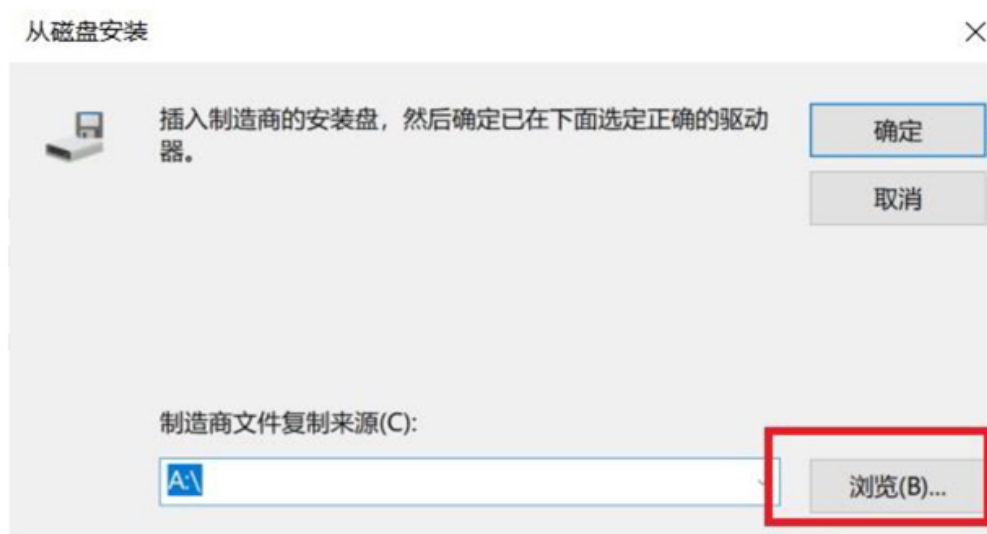 从磁盘安装
插入制造商的安装盘，然后确定已在下面选定正确的驱动
器。
确定
取消
制造商文件复制来源(C):
A:\
浏览(B)...